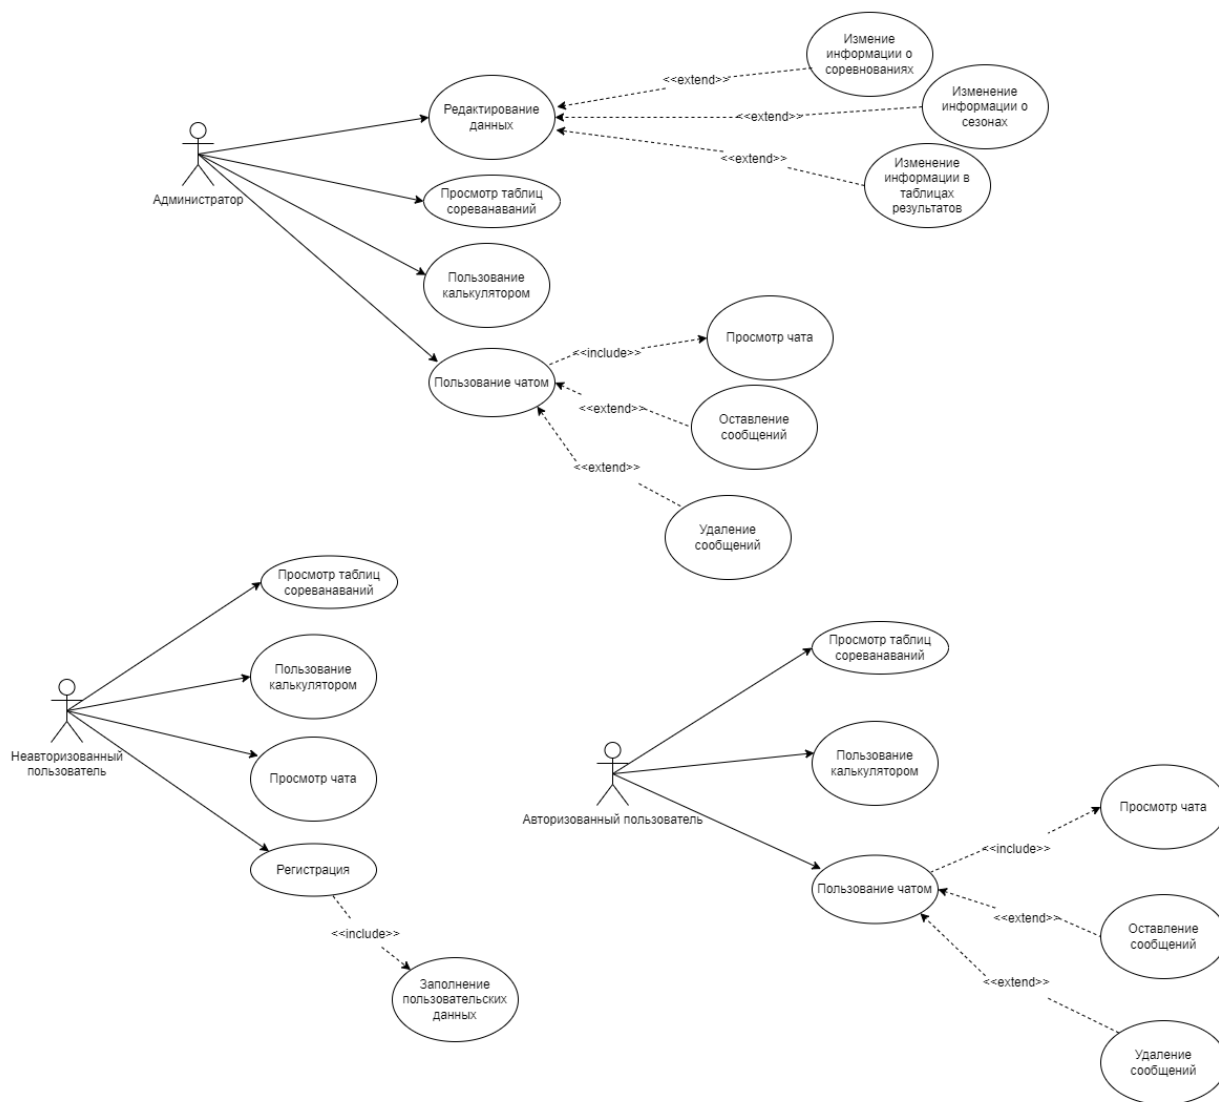 Измение
информации о
соревнованиях
<<extend>>
Редактирование
данных
Изменение
информации о
сезонах
<<extend>>
<<extend>>
Изменение
информации в
таблицах
результатов
Администратор
Просмотр таблиц
сореванаваний
Пользование
калькулятором
Просмотр чата
<<include>>
Пользование чатом
<<extend>>
Оставление
сообщений
<<extend>>
Удаление
сообщений
Просмотр таблиц
сореванаваний
Пользование
калькулятором
Неавторизованный
пользователь
Просмотр чата
Регистрация
<<include>>
Заполнение
пользовательских
данных
Просмотр таблиц
сореванаваний
Пользование
калькулятором
Авторизованный пользователь
Просмотр чата
<<include>>
Пользование чатом
<<extend>>
Оставление
сообщений
<<extend>>
Удаление
сообщений